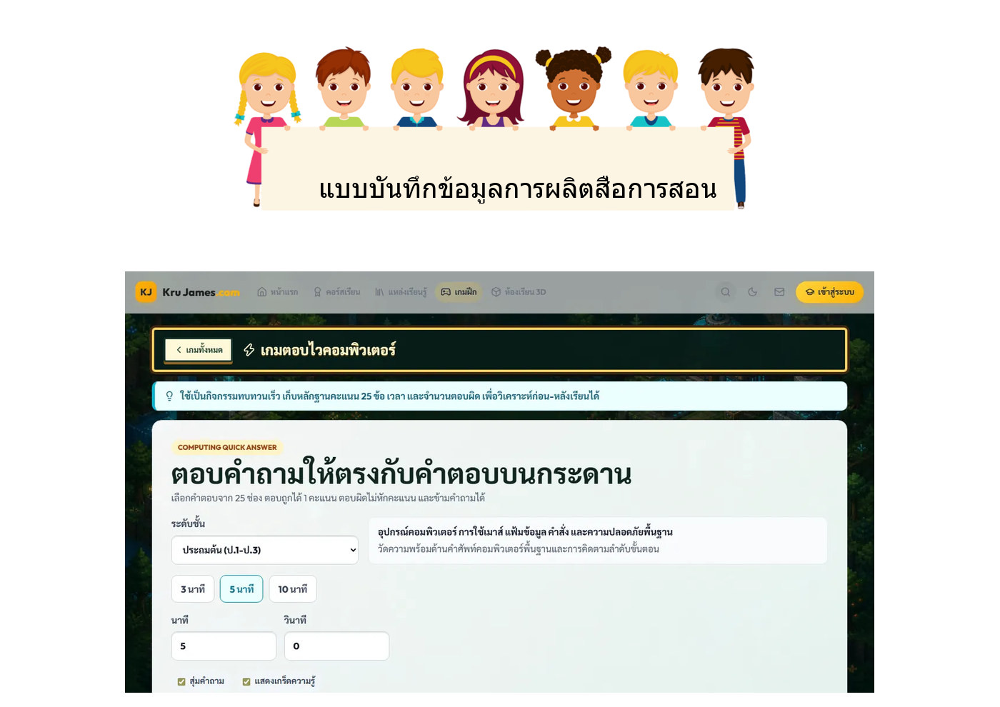 แบบบันทึกข้อมูลการผลิตสื่อการสอน
KJ Kru James.com หน้าแรก คอร์สเรียน แหล่งเรียนรู้ เกมฝึก ห้องเรียน 3D เข้าสู่ระบบ
เกมทั้งหมด เกมตอบไวคอมพิวเตอร์
ใช้เป็นกิจกรรมทบทวนเร็ว เก็บหลักฐานคะแนน 25 ข้อ เวลา และจำนวนตอบผิด เพื่อวิเคราะห์ก่อน-หลังเรียนได้
COMPUTING QUICK ANSWER
ตอบคำถามให้ตรงกับคำตอบบนกระดาน
เลือกคำตอบจาก 25 ช่อง ตอบถูกได้ 1 คะแนน ตอบผิดไม่หักคะแนน และข้ามคำถามได้
ระดับชั้น
ประถมต้น (ป.1-ป.3)
อุปกรณ์คอมพิวเตอร์ การใช้เมาส์ แฟ้มข้อมูล คำสั่ง และความปลอดภัยพื้นฐาน
วัดความพร้อมด้านคำศัพท์คอมพิวเตอร์พื้นฐานและการคิดตามลำดับขั้นตอน
3 นาที 5 นาที 10 นาที
นาที วินาที
5 0
สุ่มคำถาม แสดงเกร็ดความรู้